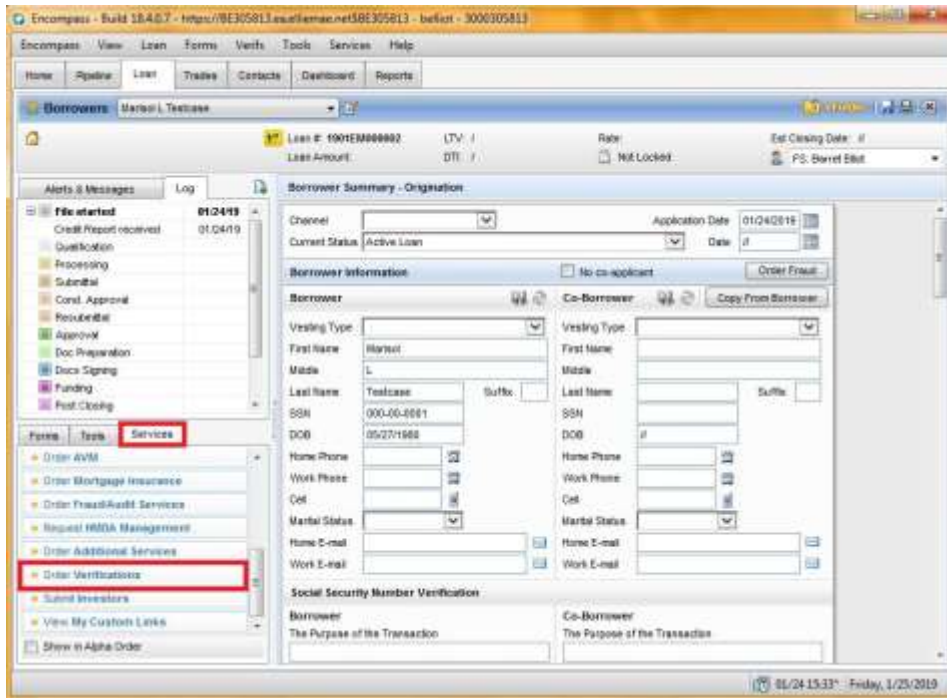 Encompass - Build 18.4.0.7 - https://BE305813.ea.elliemae.net$BE305813 - belliot - 3000305813
Encompass View Loan Forms Verifs Tools Services Help
Home Pipeline Loan Trades Contacts Dashboard Reports
Borrowers Marisol L Testcase
Loan #: 1901EM000002 LTV: / Rate: Est Closing Date: //
Loan Amount: DTI: / Not Locked FS: Barret Elliot
Alerts & Messages Log
Borrower Summary - Origination
File started 01/24/19
Credit Report received 01/24/19
Qualification
Processing
Submittal
Cond. Approval
Resubmittal
Approval
Doc Preparation
Docs Signing
Funding
Post Closing
Channel Application Date 01/24/2019
Current Status Active Loan Date //
Borrower Information No co-applicant Order Fraud
Borrower Co-Borrower Copy From Borrower
Vesting Type Vesting Type
First Name Marisol First Name
Middle L Middle
Last Name Testcase Suffix Last Name Suffix
SSN 000-00-0001 SSN
DOB 05/27/1980 DOB //
Home Phone Home Phone
Work Phone Work Phone
Cell Cell
Marital Status Marital Status
Home E-mail Home E-mail
Work E-mail Work E-mail
Social Security Number Verification
Borrower Co-Borrower
The Purpose of the Transaction The Purpose of the Transaction
Forms Tools Services
Order AVM
Order Mortgage Insurance
Order Fraud/Audit Services
Request HMDA Management
Order Additional Services
Order Verifications
Submit Investors
View My Custom Links
Show in Alpha Order
01/24 15:33* Friday, 1/25/2019